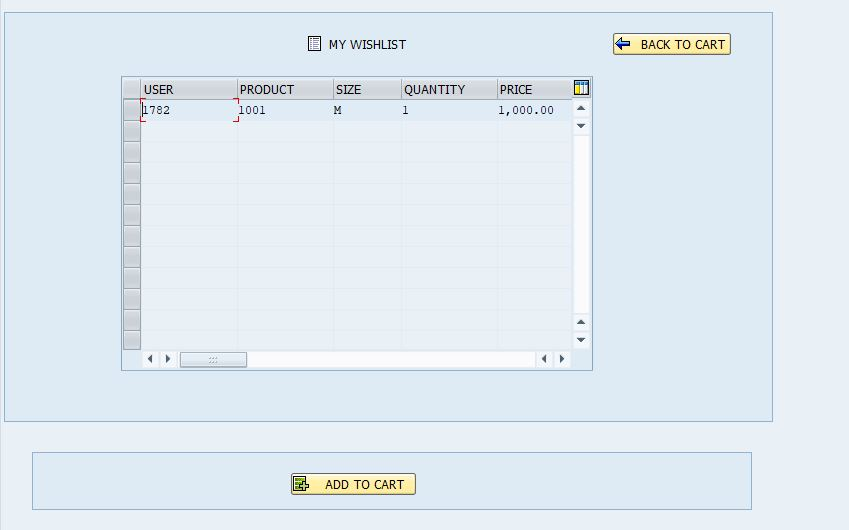 MY WISHLIST
BACK TO CART
USER PRODUCT SIZE QUANTITY PRICE
1782 1001 M 1 1,000.00
ADD TO CART